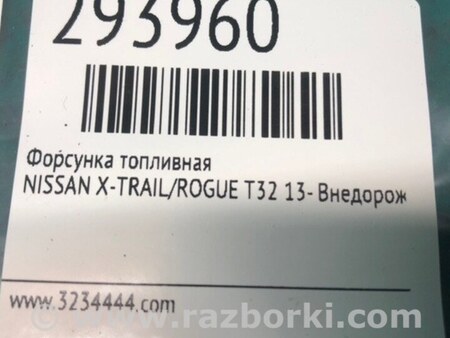 293960
Форсунка топливная
NISSAN X-TRAIL/ROGUE T32 13- Внедорож
www.3234444.com
www.razborki.com